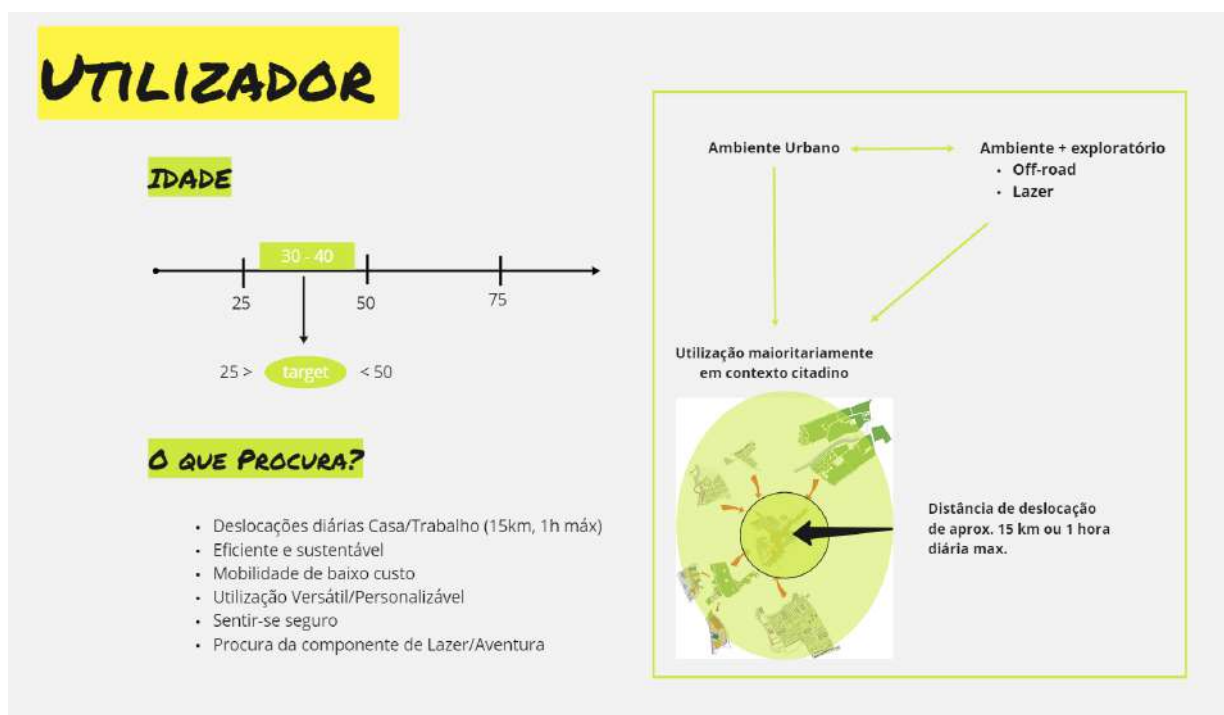 UTILIZADOR
IDADE
30 - 40
25
50
75
25 >
target
< 50
O QUE PROCURA?
• Deslocações diárias Casa/Trabalho (15km, 1h máx)
• Eficiente e sustentável
• Mobilidade de baixo custo
• Utilização Versátil/Personalizável
• Sentir-se seguro
• Procura da componente de Lazer/Aventura
Ambiente Urbano
Ambiente + exploratório
• Off-road
• Lazer
Utilização maioritariamente
em contexto citadino
Distância de deslocação
de aprox. 15 km ou 1 hora
diária max.